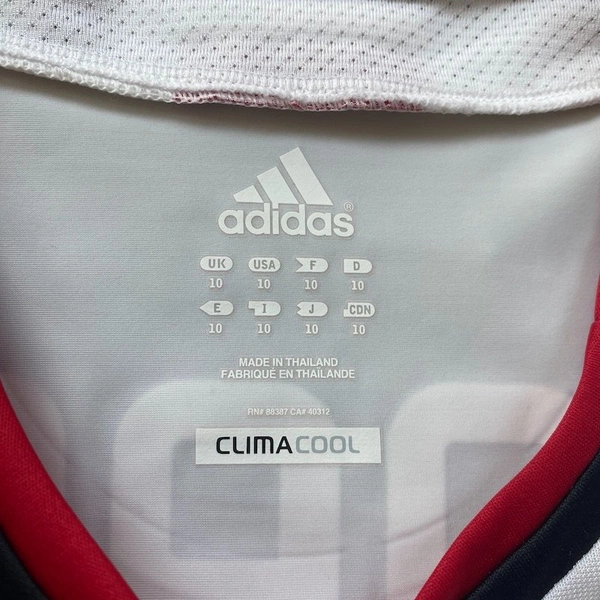 adidas®
UK USA F D
10 10 10 10
E I J CDN
10 10 10 10
MADE IN THAILAND
FABRIQUÉ EN THAÏLANDE
RN# 88387 CA# 40312
CLIMACOOL